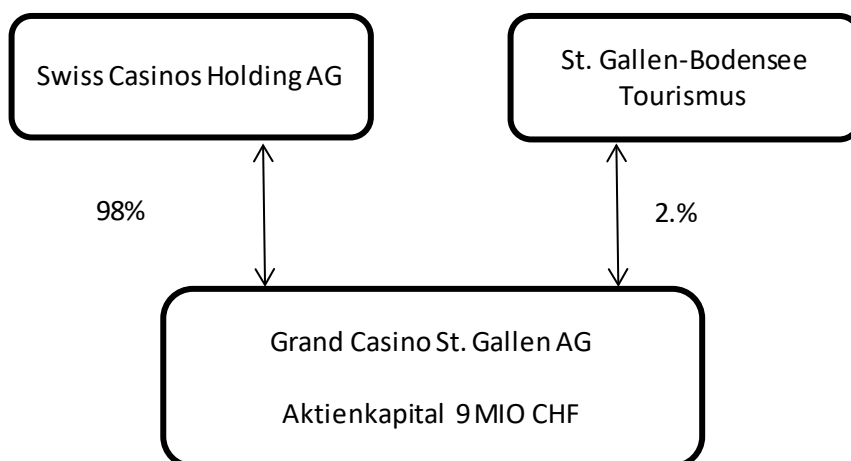 Swiss Casinos Holding AG
St. Gallen-Bodensee
Tourismus
98%
2.%
Grand Casino St. Gallen AG
Aktienkapital 9 MIO CHF